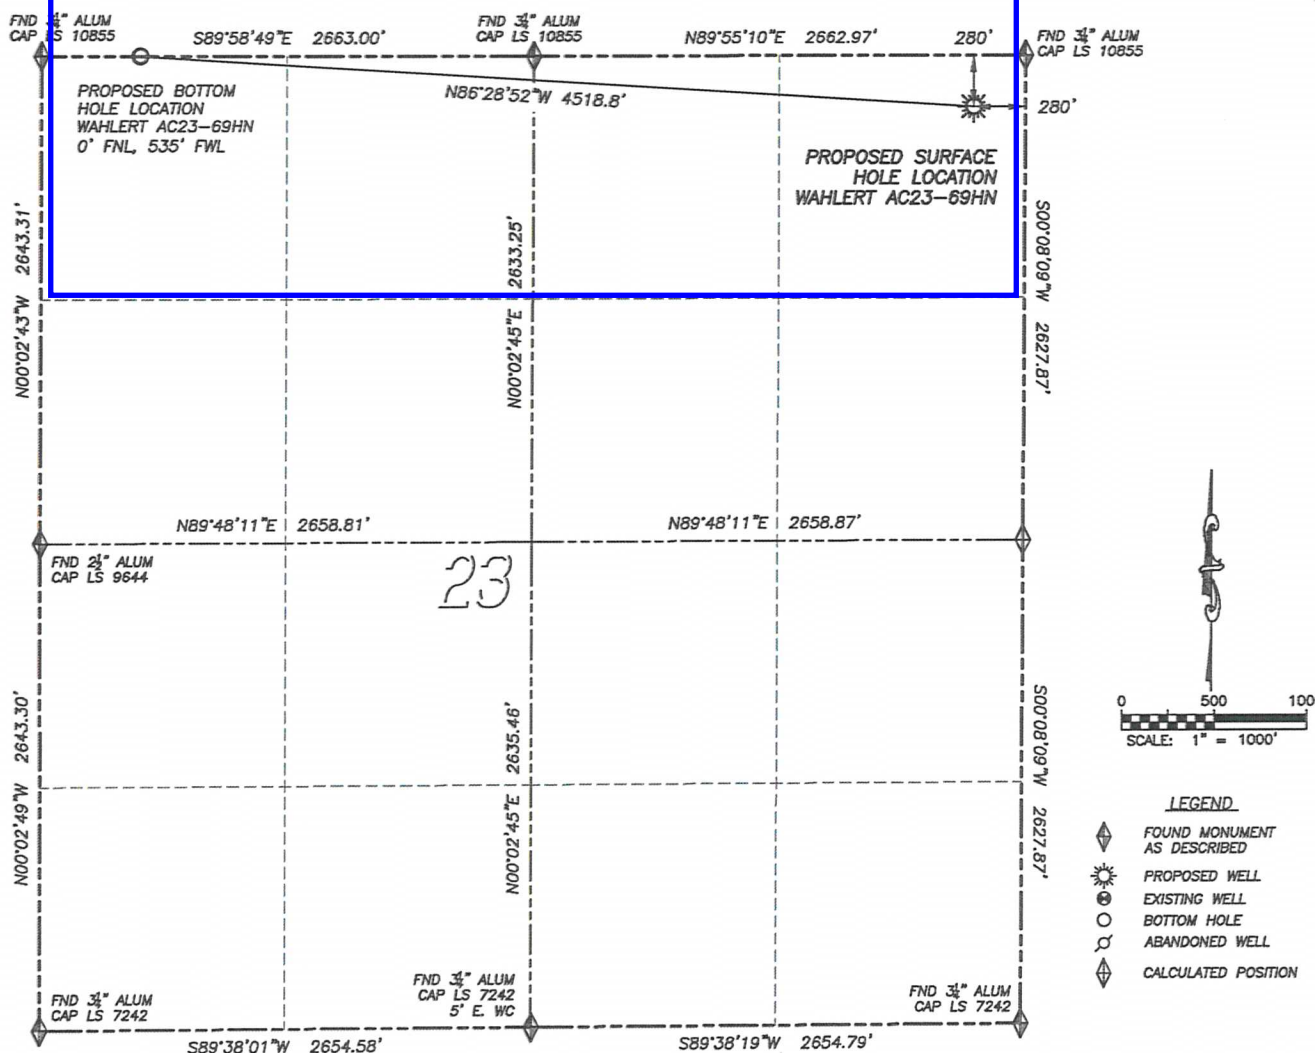 FND 3¼" ALUM
CAP LS 10855
S89°58'49"E 2663.00'
FND 3¼" ALUM
CAP LS 10855
N89°55'10"E 2662.97'
280'
FND 3¼" ALUM
CAP LS 10855
PROPOSED BOTTOM
HOLE LOCATION
WAHLERT AC23-69HN
0' FNL, 535' FWL
N86°28'52"W 4518.8'
280'
PROPOSED SURFACE
HOLE LOCATION
WAHLERT AC23-69HN
N00°02'43"W 2643.31'
N00°02'45"E 2633.25'
S00°08'09"W 2627.87'
N89°48'11"E 2658.81'
N89°48'11"E 2658.87'
FND 2½" ALUM
CAP LS 9644
23
N00°02'49"W 2643.30'
N00°02'45"E 2635.46'
S00°08'09"W 2627.87'
0 500 100
SCALE: 1" = 1000'
LEGEND
FOUND MONUMENT
AS DESCRIBED
PROPOSED WELL
EXISTING WELL
BOTTOM HOLE
ABANDONED WELL
CALCULATED POSITION
FND 3¼" ALUM
CAP LS 7242
FND 3¼" ALUM
CAP LS 7242
5' E. WC
FND 3¼" ALUM
CAP LS 7242
S89°38'01"W 2654.58'
S89°38'19"W 2654.79'